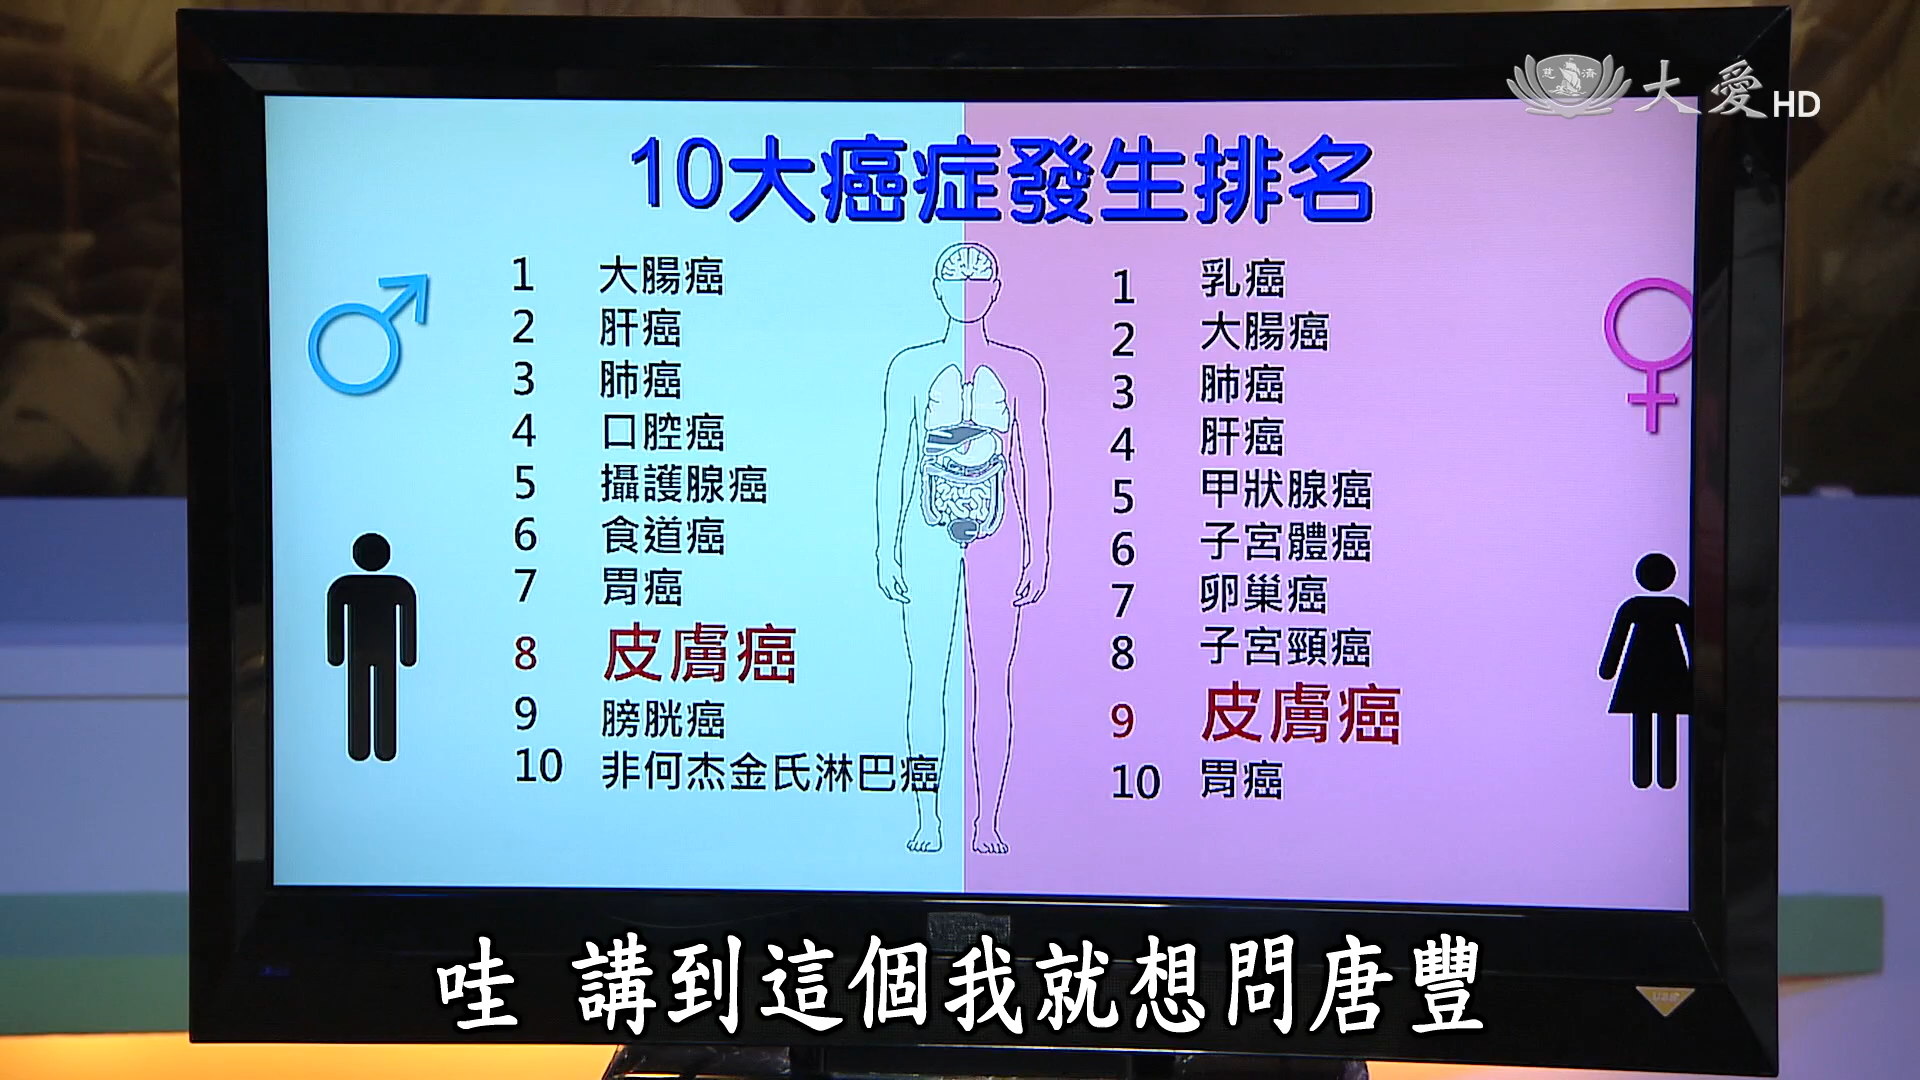 慈濟
大愛HD
10大癌症發生排名
1 大腸癌
2 肝癌
3 肺癌
4 口腔癌
5 攝護腺癌
6 食道癌
7 胃癌
8 皮膚癌
9 膀胱癌
10 非何杰金氏淋巴癌
1 乳癌
2 大腸癌
3 肺癌
4 肝癌
5 甲狀腺癌
6 子宮體癌
7 卵巢癌
8 子宮頸癌
9 皮膚癌
10 胃癌
哇 講到這個我就想問唐豐